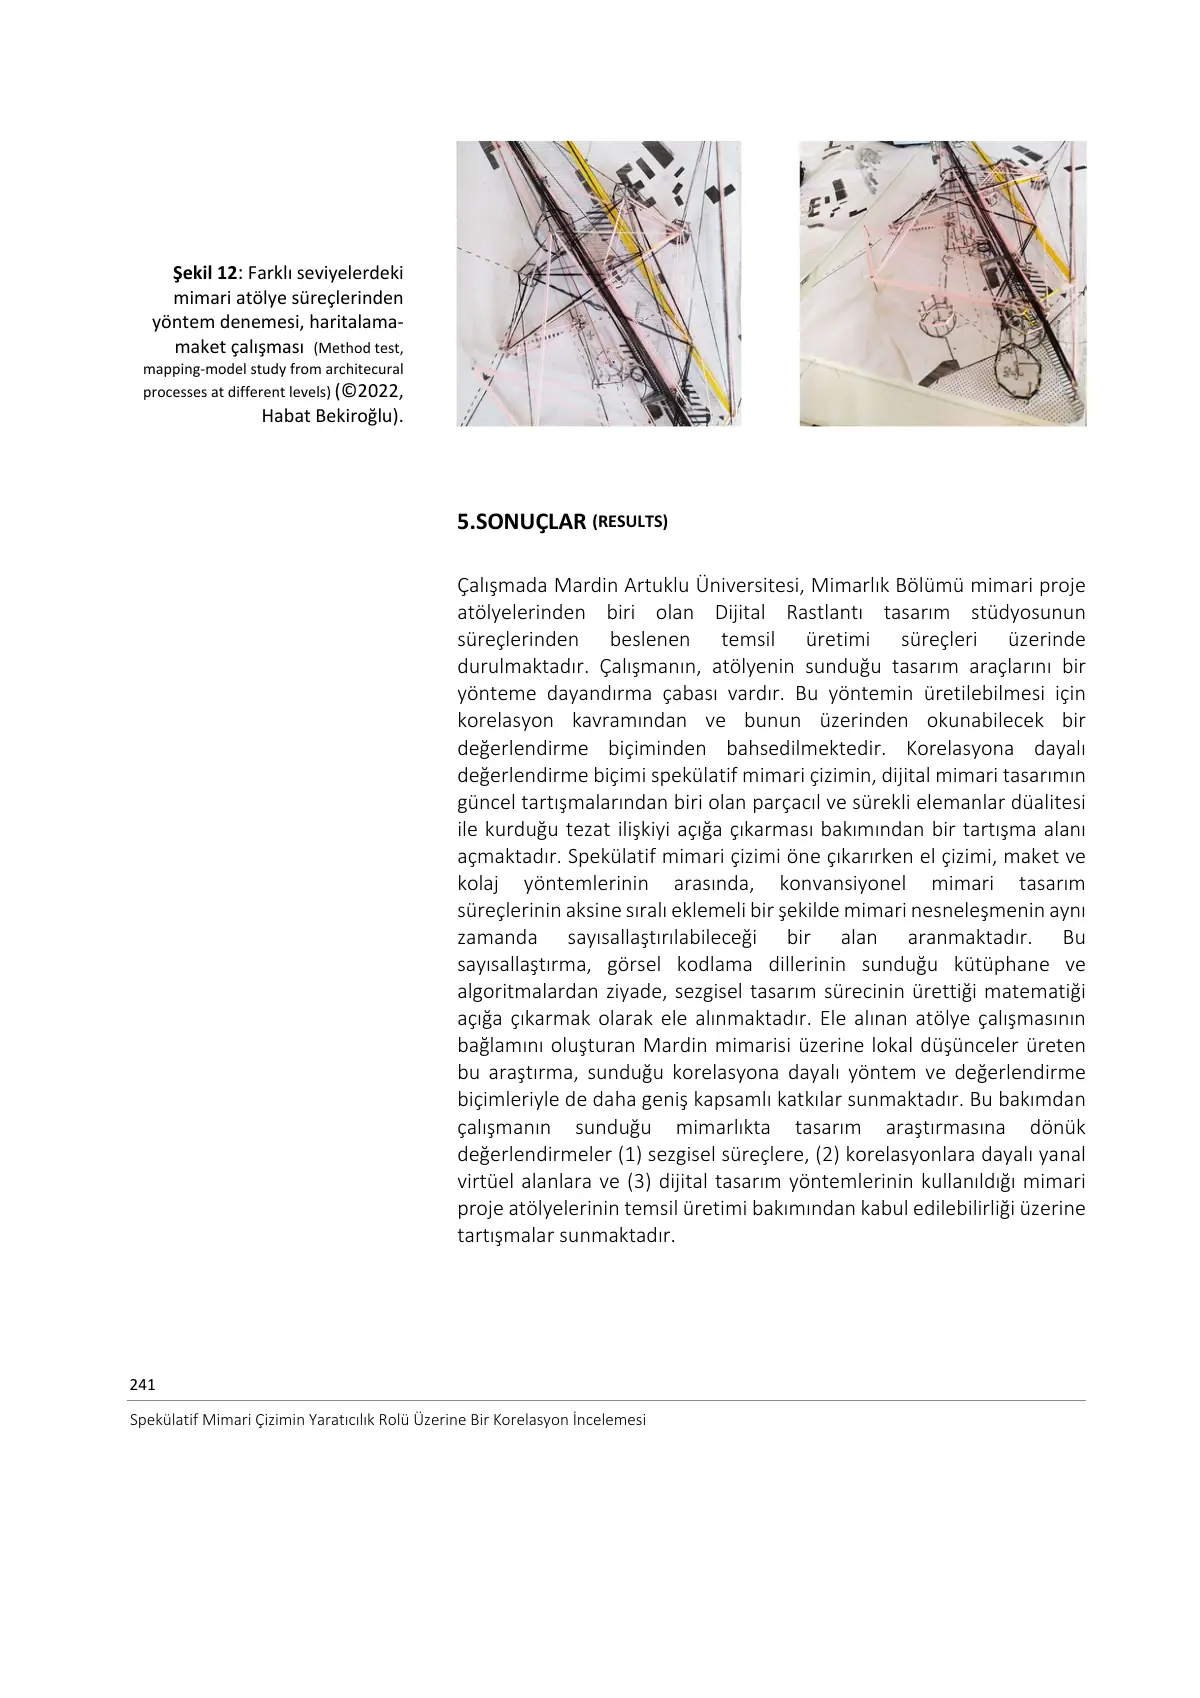 Şekil 12: Farklı seviyelerdeki
mimari atölye süreçlerinden
yöntem denemesi, haritalama-
maket çalışması (Method test,
mapping-model study from architecural
processes at different levels) (©2022,
Habat Bekiroğlu).
5.SONUÇLAR (RESULTS)
Çalışmada Mardin Artuklu Üniversitesi, Mimarlık Bölümü mimari proje
atölyelerinden biri olan Dijital Rastlantı tasarım stüdyosunun
süreçlerinden beslenen temsil üretimi süreçleri üzerinde
durulmaktadır. Çalışmanın, atölyenin sunduğu tasarım araçlarını bir
yönteme dayandırma çabası vardır. Bu yöntemin üretilebilmesi için
korelasyon kavramından ve bunun üzerinden okunabilecek bir
değerlendirme biçiminden bahsedilmektedir. Korelasyona dayalı
değerlendirme biçimi spekülatif mimari çizimin, dijital mimari tasarımın
güncel tartışmalarından biri olan parçacıl ve sürekli elemanlar düalitesi
ile kurduğu tezat ilişkiyi açığa çıkarması bakımından bir tartışma alanı
açmaktadır. Spekülatif mimari çizimi öne çıkarırken el çizimi, maket ve
kolaj yöntemlerinin arasında, konvansiyonel mimari tasarım
süreçlerinin aksine sıralı eklemeli bir şekilde mimari nesneleşmenin aynı
zamanda sayısallaştırılabileceği bir alan aranmaktadır. Bu
sayısallaştırma, görsel kodlama dillerinin sunduğu kütüphane ve
algoritmalardan ziyade, sezgisel tasarım sürecinin ürettiği matematiği
açığa çıkarmak olarak ele alınmaktadır. Ele alınan atölye çalışmasının
bağlamını oluşturan Mardin mimarisi üzerine lokal düşünceler üreten
bu araştırma, sunduğu korelasyona dayalı yöntem ve değerlendirme
biçimleriyle de daha geniş kapsamlı katkılar sunmaktadır. Bu bakımdan
çalışmanın sunduğu mimarlıkta tasarım araştırmasına dönük
değerlendirmeler (1) sezgisel süreçlere, (2) korelasyonlara dayalı yanal
virtüel alanlara ve (3) dijital tasarım yöntemlerinin kullanıldığı mimari
proje atölyelerinin temsil üretimi bakımından kabul edilebilirliği üzerine
tartışmalar sunmaktadır.
241
Spekülatif Mimari Çizimin Yaratıcılık Rolü Üzerine Bir Korelasyon İncelemesi